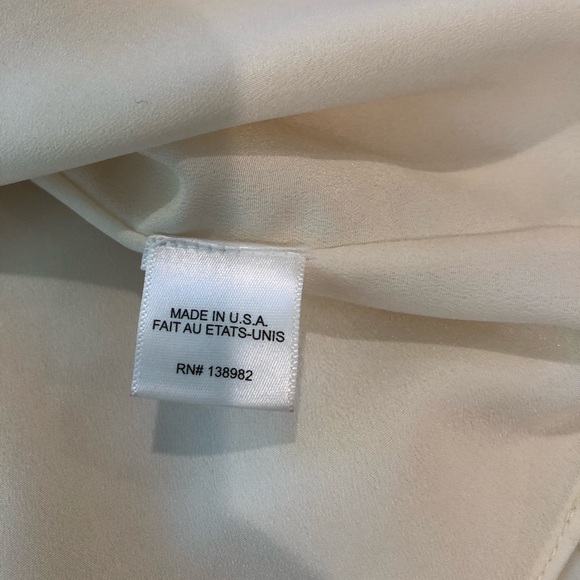 MADE IN U.S.A.
FAIT AU ETATS-UNIS
RN# 138982